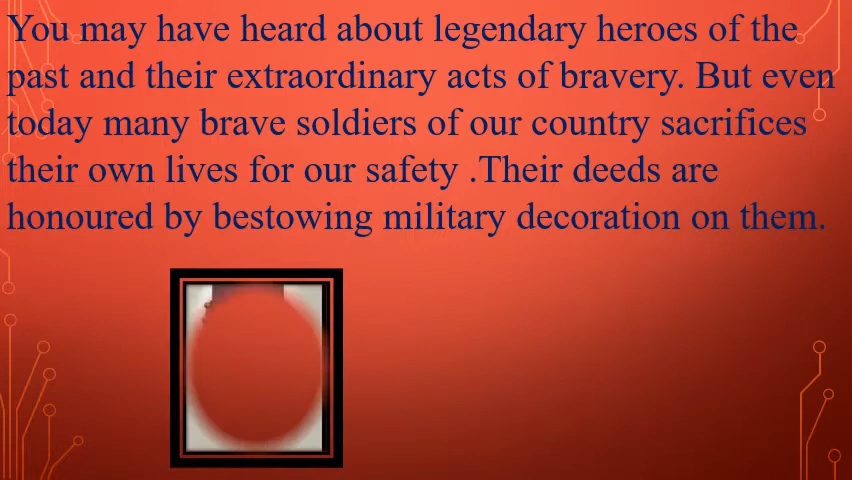 You may have heard about legendary heroes of the
past and their extraordinary acts of bravery. But even
today many brave soldiers of our country sacrifices
their own lives for our safety .Their deeds are
honoured by bestowing military decoration on them.